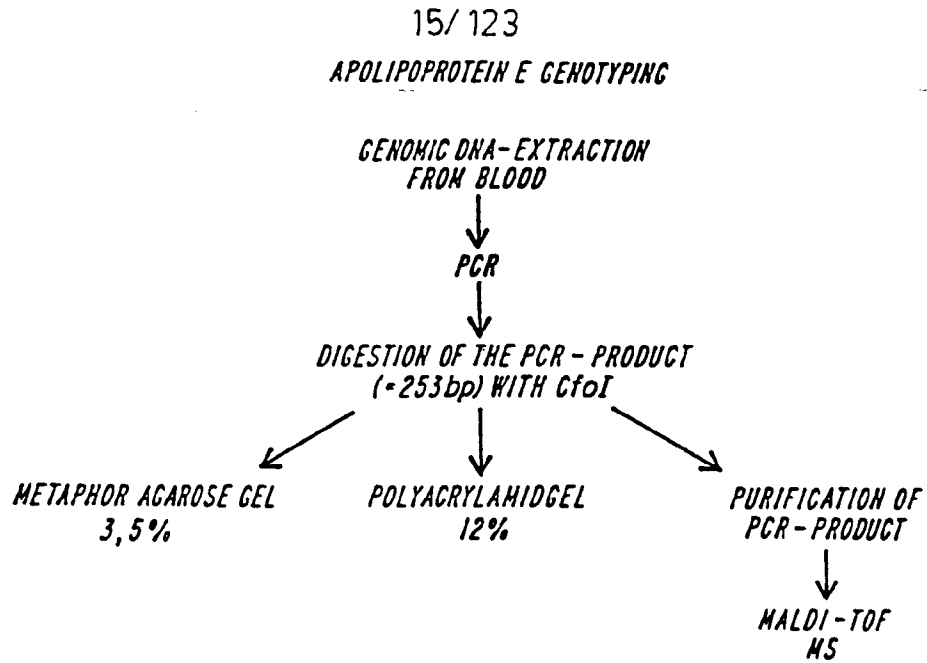 15/123
APOLIPOPROTEIN E GENOTYPING
GENOMIC DNA-EXTRACTION
FROM BLOOD
PCR
DIGESTION OF THE PCR-PRODUCT
(=253bp) WITH CfoI
METAPHOR AGAROSE GEL
3,5%
POLYACRYLAMIDGEL
12%
PURIFICATION OF
PCR-PRODUCT
MALDI-TOF
MS